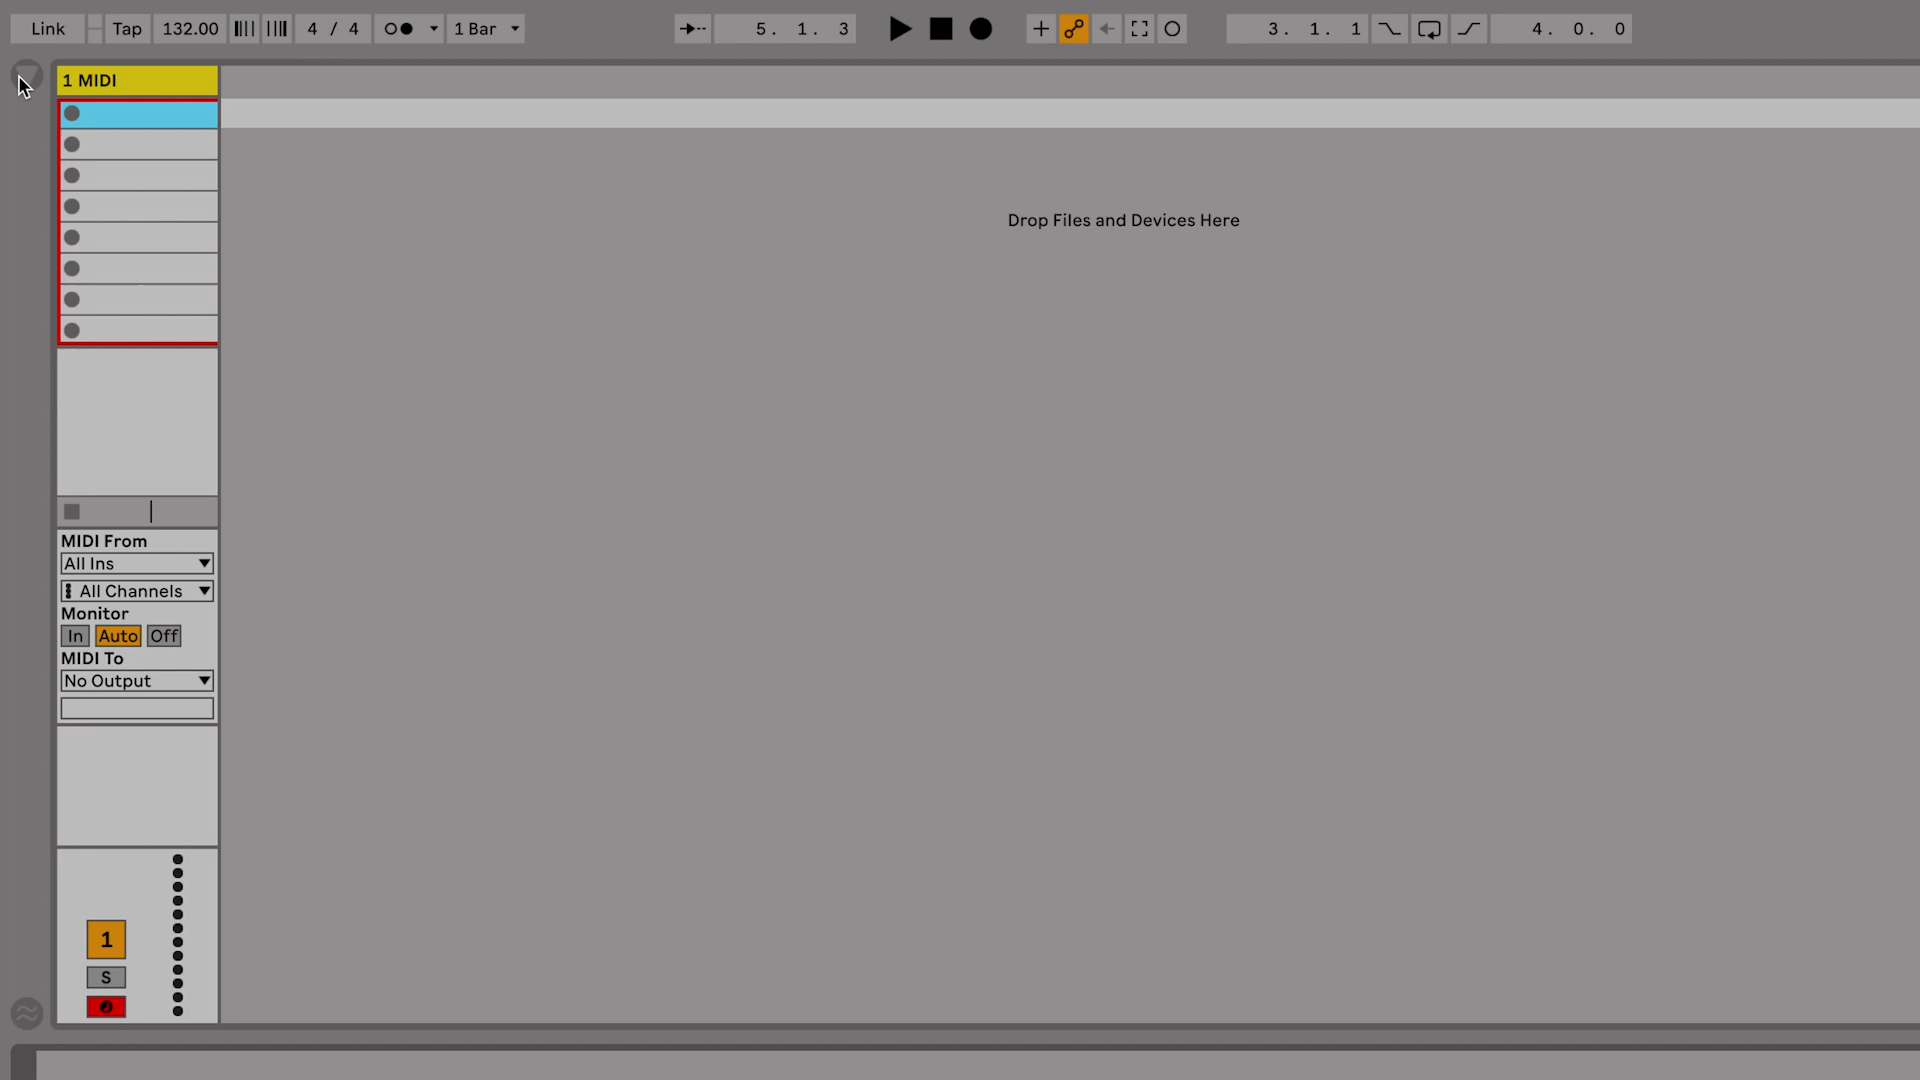 Link Tap 132.00 4 / 4 1 Bar 5. 1. 3 3. 1. 1 4. 0. 0
1 MIDI
Drop Files and Devices Here
MIDI From
All Ins
All Channels
Monitor
In Auto Off
MIDI To
No Output
1
S